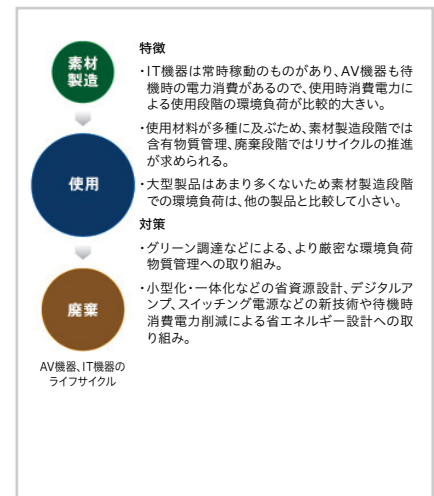 素材
製造
使用
廃棄
AV機器、IT機器の
ライフサイクル
特徴
・IT機器は常時稼動のものがあり、AV機器も待
機時の電力消費があるので、使用時消費電力に
よる使用段階の環境負荷が比較的大きい。
・使用材料が多種に及ぶため、素材製造段階では
含有物質管理、廃棄段階ではリサイクルの推進
が求められる。
・大型製品はあまり多くないため素材製造段階
での環境負荷は、他の製品と比較して小さい。
対策
・グリーン調達などによる、より厳密な環境負荷
物質管理への取り組み。
・小型化・一体化などの省資源設計、デジタルア
ンプ、スイッチング電源などの新技術や待機時
消費電力削減による省エネルギー設計への取
り組み。